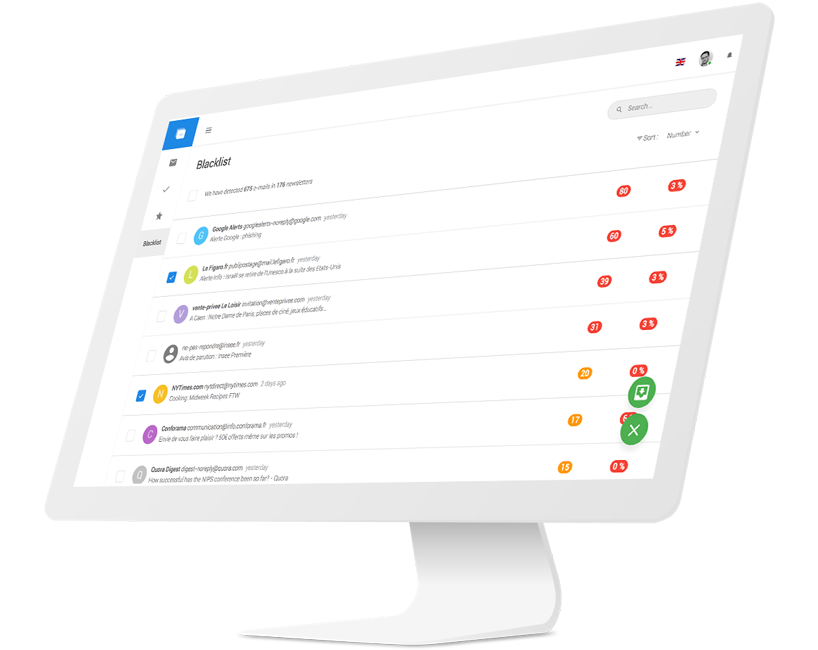 Search...
Sort : Number
Blacklist
We have detected 675 e-mails in 176 newsletters
80 3 %
G Google Alerts googlealerts-noreply@google.com yesterday
Alerte Google : phishing
60 5 %
Blacklist
L Le Figaro.fr publipostage@mail.lefigaro.fr yesterday
Alerte Info : Israël se retire de l'Unesco à la suite des Etats-Unis
39 3 %
V vente-privee Le Loisir invitation@venteprivee.com yesterday
A Caen : Notre Dame de Paris, places de ciné, jeux éducatifs...
31 3 %
ne-pas-repondre@insee.fr yesterday
Avis de parution : Insee Première
20 0 %
N NYTimes.com nytdirect@nytimes.com 2 days ago
Cooking: Midweek Recipes FTW
17
C Conforama communication@info.conforama.fr yesterday
Envie de vous faire plaisir ? 50€ offerts même sur les promos !
15 0 %
Q Quora Digest digest-noreply@quora.com yesterday
How successful has the NIPS conference been so far? - Quora